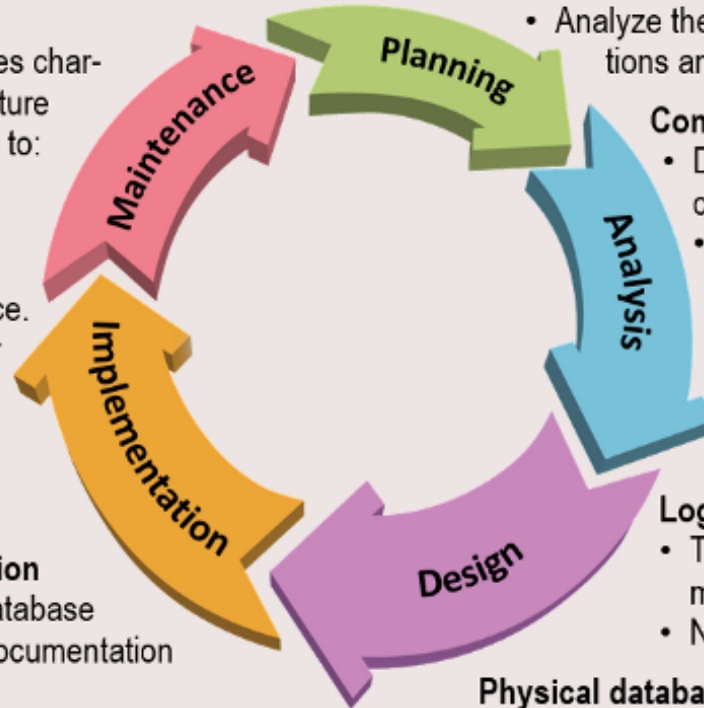 Planning
Analysis
Design
Implementation
Maintenance
• Analyze the
tions an
Con
• D
c
•
Log
• T
m
• N
Physical databa
es char-
ture
to:
ce.
ion
atabase
ocumentation